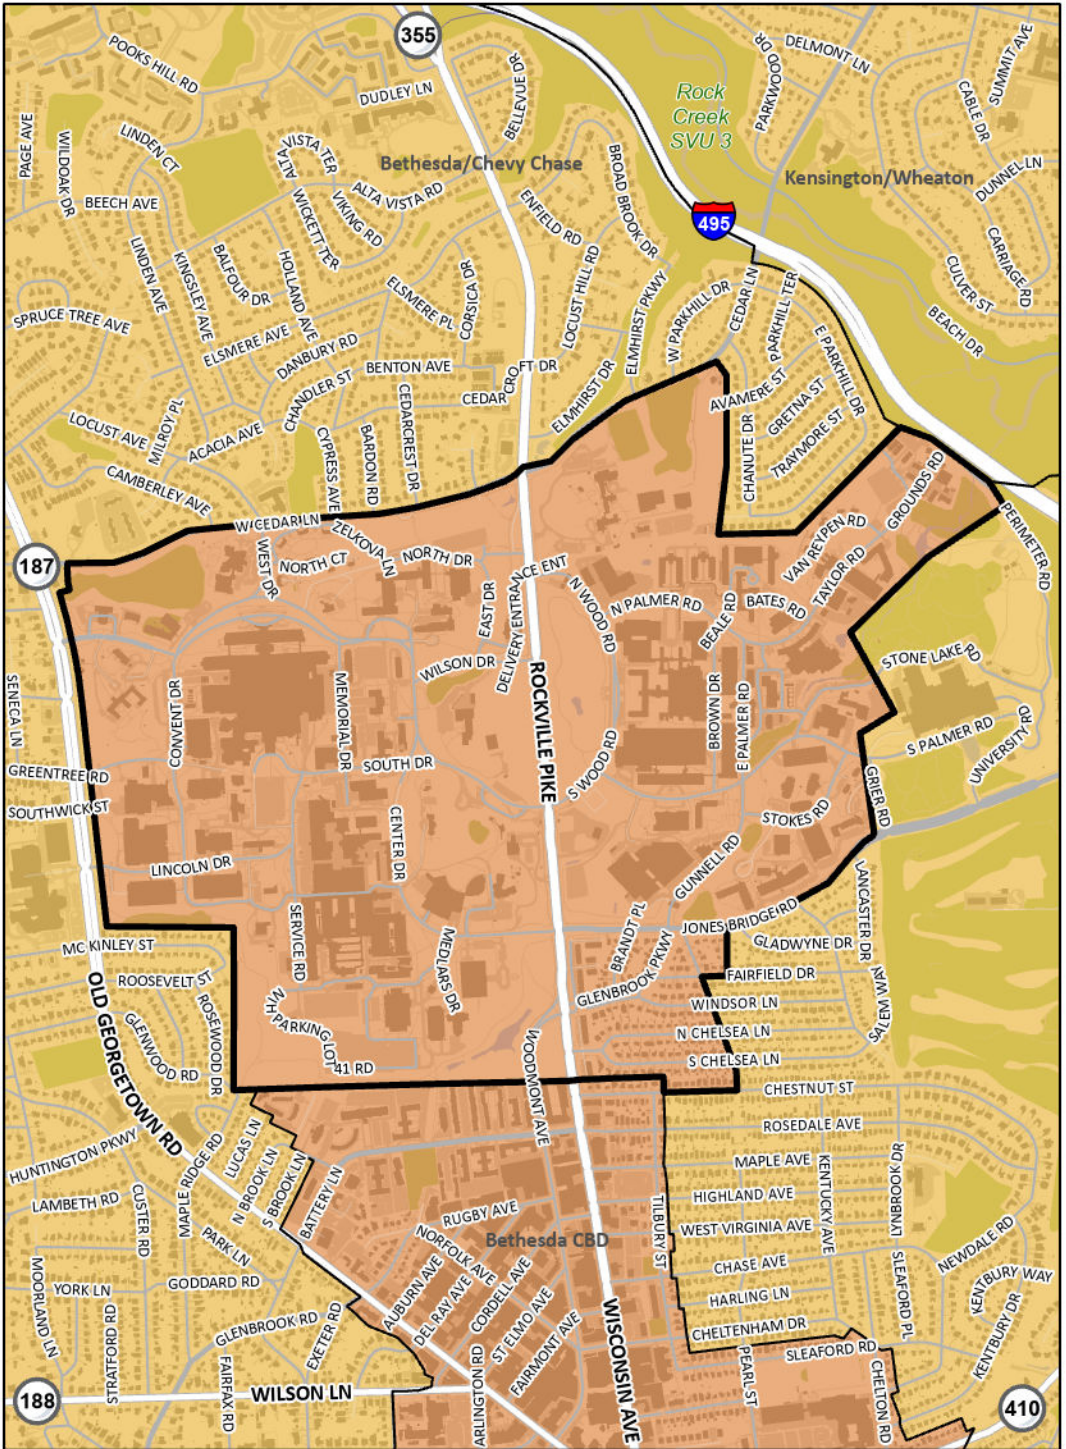 355
POOKS HILL RD
DUDLEY LN
BELLEVUE DR
Rock
Creek
SVU 3
PARKWOOD DR
DELMONT LN
SUMMIT AVE
CABLE DR
PAGE AVE
WILDOAK DR
LINDEN CT
ALTA
VISTA TER
Bethesda/Chevy Chase
BROAD BROOK DR
Kensington/Wheaton
DUNNEL LN
BEECH AVE
WICKETT TER
VIKING RD
ALTA VISTA RD
ENFIELD RD
495
CARRIAGE RD
CULVER ST
LINDEN AVE
KINGSLEY AVE
BALFOUR DR
HOLLAND AVE
ELSMERE PL
CORSICA DR
LOCUST HILL RD
ELMHIRST PKWY
W PARKHILL DR
CEDAR LN
PARKHILL TER
E PARKHILL DR
BEACH DR
SPRUCE TREE AVE
ELSMERE AVE
DANBURY RD
BENTON AVE
CEDAR
CRO
FT DR
ELMHIRST DR
AVAMERE ST
GRETNA ST
TRAYMORE ST
CHANUTE DR
CHANDLER ST
CEDARCREST DR
LOCUST AVE
MILROY PL
ACACIA AVE
CYPRESS AVE
BARDON RD
CAMBERLEY AVE
W CEDAR LN
ZELKOVA LN
GROUNDS RD
PERIMETER RD
187
WEST DR
NORTH CT
NORTH DR
EAST DR
DELIVERY ENTRAN
CE ENT
N WOOD RD
N PALMER RD
BEALE RD
BATES RD
VAN REYPEN RD
TAYLOR RD
WILSON DR
ROCKVILLE PIKE
STONE LAKE RD
SENECA LN
CONVENT DR
MEMORIAL DR
BROWN DR
E PALMER RD
S PALMER RD
UNIVERSITY RD
GREENTREE RD
SOUTH DR
S WOOD RD
GRIER RD
SOUTHWICK ST
CENTER DR
STOKES RD
LINCOLN DR
GUNNELL RD
LANCASTER DR
SERVICE RD
MEDLARS DR
BRANDT PL
JONES BRIDGE RD
GLADWYNE DR
MC KINLEY ST
ROOSEVELT ST
ROSEWOOD DR
GLENBROOK PKWY
FAIRFIELD DR
WINDSOR LN
SALEM WAY
OLD GEORGETOWN RD
GLENWOOD RD
NIH PARKING LOT
41 RD
WOODMONT AVE
N CHELSEA LN
S CHELSEA LN
CHESTNUT ST
HUNTINGTON PKWY
MAPLE RIDGE RD
LUCAS LN
N BROOK LN
S BROOK LN
BATTERY LN
ROSEDALE AVE
MAPLE AVE
KENTUCKY AVE
LYNBROOK DR
LAMBETH RD
CUSTER RD
HIGHLAND AVE
WEST VIRGINIA AVE
TILBURY ST
NEWDALE RD
PARK LN
RUGBY AVE
NORFOLK AVE
Bethesda CBD
CHASE AVE
SLEAFORD PL
KENTBURY WAY
KENTBURY DR
MOORLAND LN
YORK LN
GODDARD RD
STRATFORD RD
AUBURN AVE
DEL RAY AVE
CORDELL AVE
ST ELMO AVE
FAIRMONT AVE
HARLING LN
CHELTENHAM DR
SLEAFORD RD
GLENBROOK RD
EXETER RD
FAIRFAX RD
WISCONSIN AVE
PEARL ST
CHELTON RD
188
WILSON LN
ARLINGTON RD
410